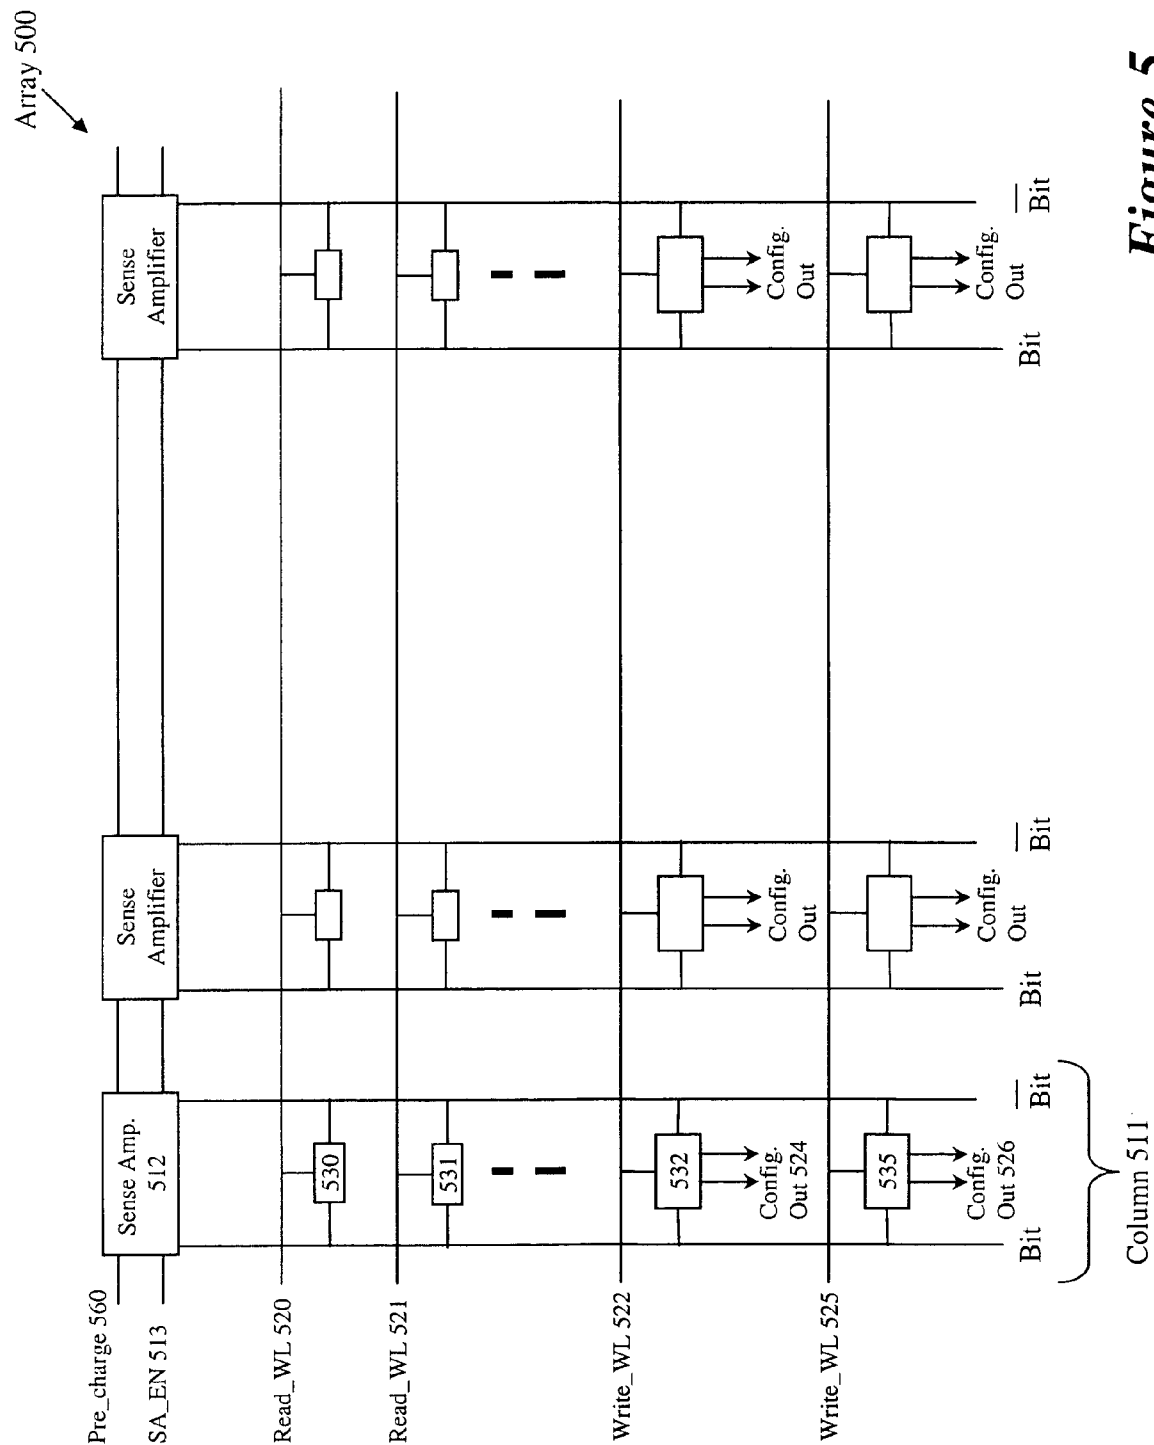 Array 500
Pre_charge 560
SA_EN 513
Sense Amp.
512
Sense
Amplifier
Sense
Amplifier
Read_WL 520
530
Read_WL 521
531
Write_WL 522
532
Config.
Out 524
Config.
Out
Config.
Out
Write_WL 525
535
Config.
Out 526
Config.
Out
Config.
Out
Bit
Bit
Bit
Bit
Bit
Bit
Column 511
Figure 5